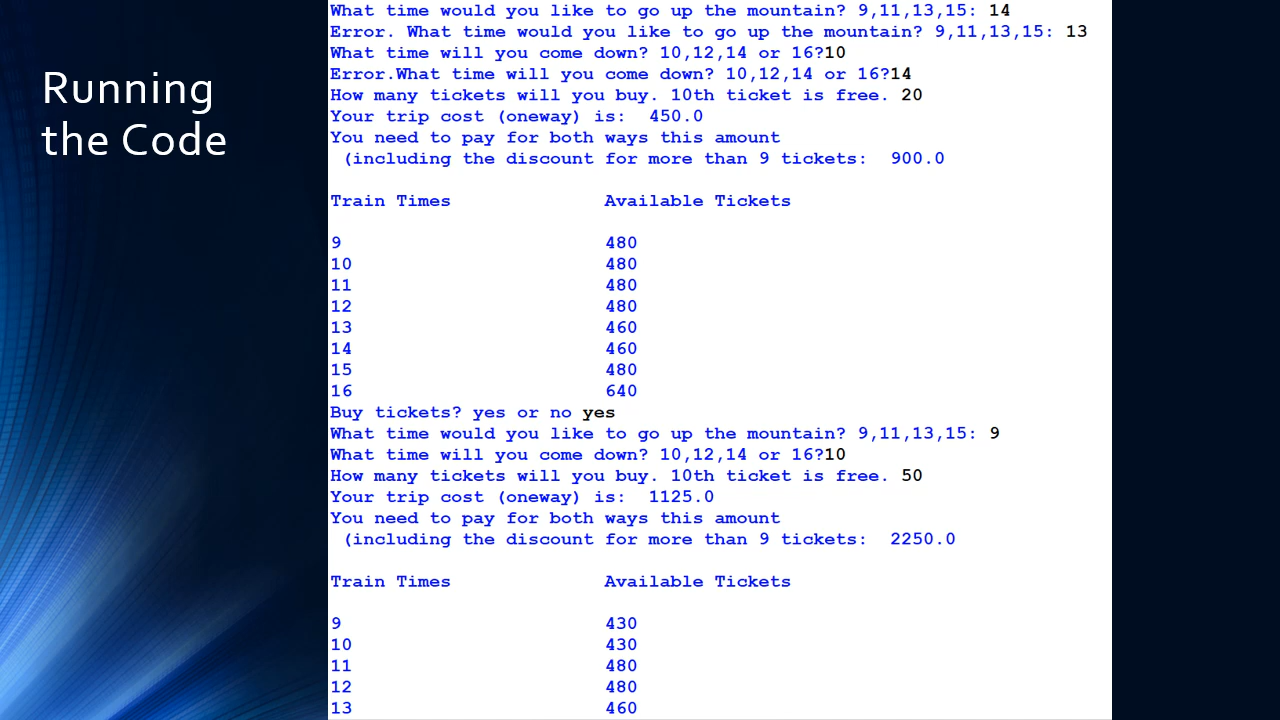 Running
the Code
What time would you like to go up the mountain? 9,11,13,15: 14
Error. What time would you like to go up the mountain? 9,11,13,15: 13
What time will you come down? 10,12,14 or 16?10
Error.What time will you come down? 10,12,14 or 16?14
How many tickets will you buy. 10th ticket is free. 20
Your trip cost (oneway) is:  450.0
You need to pay for both ways this amount
 (including the discount for more than 9 tickets:  900.0
Train Times Available Tickets
9 480
10 480
11 480
12 480
13 460
14 460
15 480
16 640
Buy tickets? yes or no yes
What time would you like to go up the mountain? 9,11,13,15: 9
What time will you come down? 10,12,14 or 16?10
How many tickets will you buy. 10th ticket is free. 50
Your trip cost (oneway) is:  1125.0
You need to pay for both ways this amount
 (including the discount for more than 9 tickets:  2250.0
Train Times Available Tickets
9 430
10 430
11 480
12 480
13 460